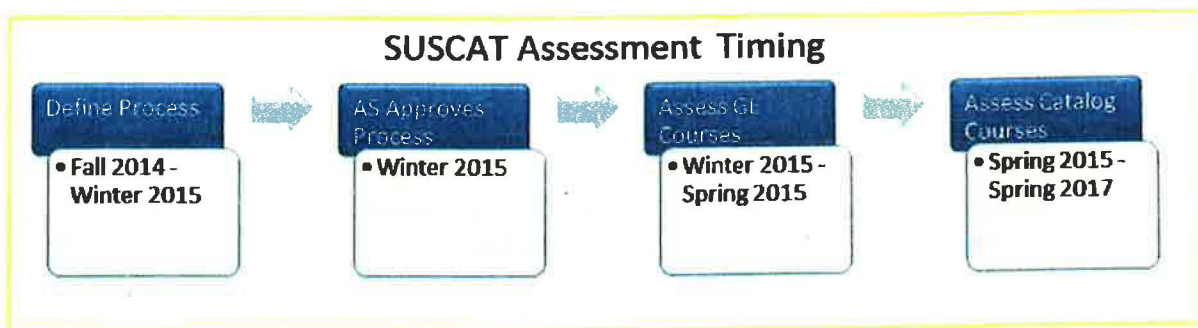 SUSCAT Assessment Timing
Define Process
• Fall 2014 -
Winter 2015
AS Approves
Process
• Winter 2015
Assess GE
Courses
• Winter 2015 -
Spring 2015
Assess Catalog
Courses
• Spring 2015 -
Spring 2017